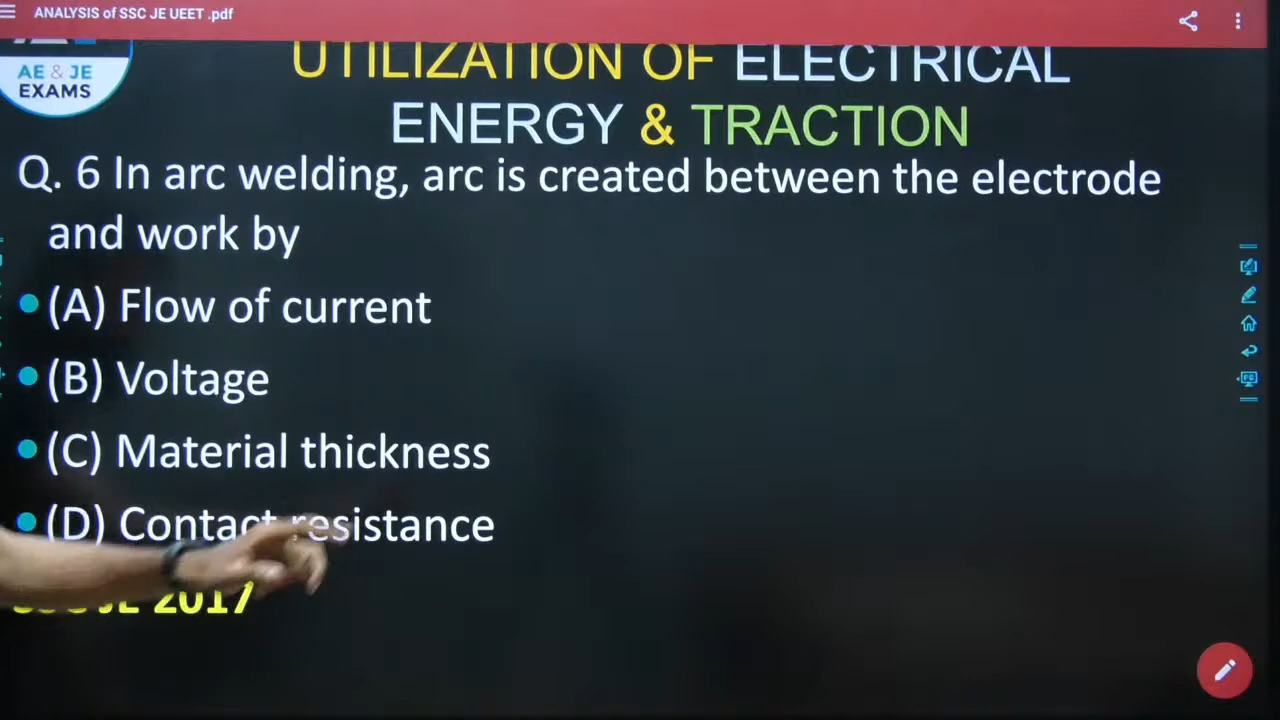 ANALYSIS of SSC JE UEET .pdf
AE & JE
EXAMS
UTILIZATION OF ELECTRICAL
ENERGY & TRACTION
Q. 6 In arc welding, arc is created between the electrode
and work by
(A) Flow of current
(B) Voltage
(C) Material thickness
(D) Contact resistance
JE 2017